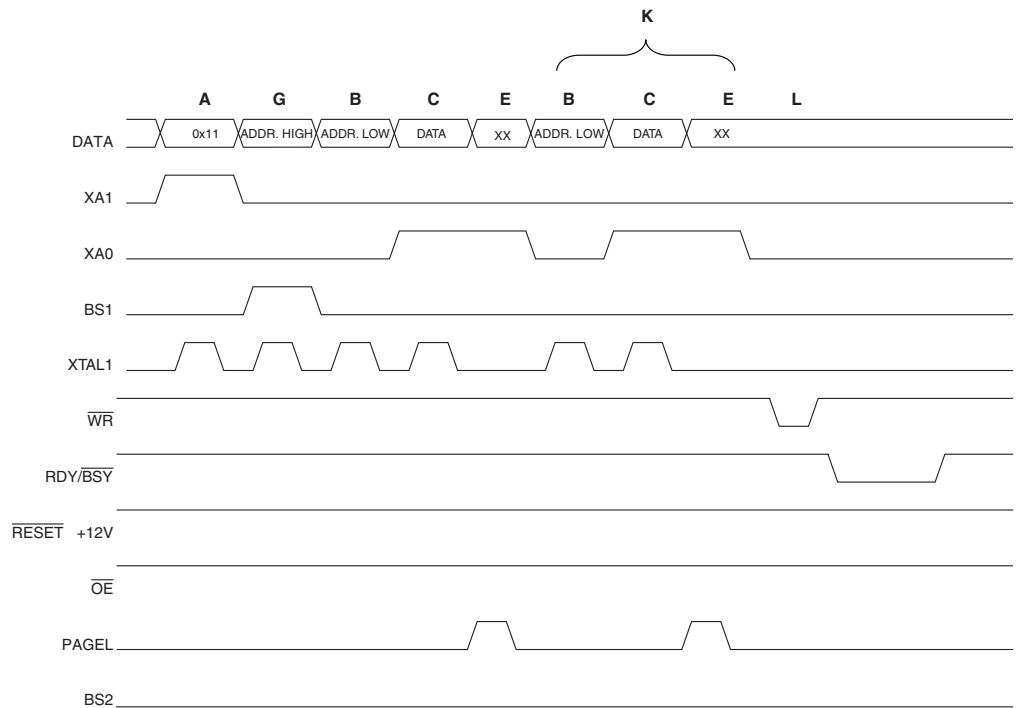 K
A G B C E B C E L
DATA 0x11 ADDR. HIGH ADDR. LOW DATA XX ADDR. LOW DATA XX
XA1
XA0
BS1
XTAL1
WR
RDY/BSY
RESET +12V
OE
PAGEL
BS2